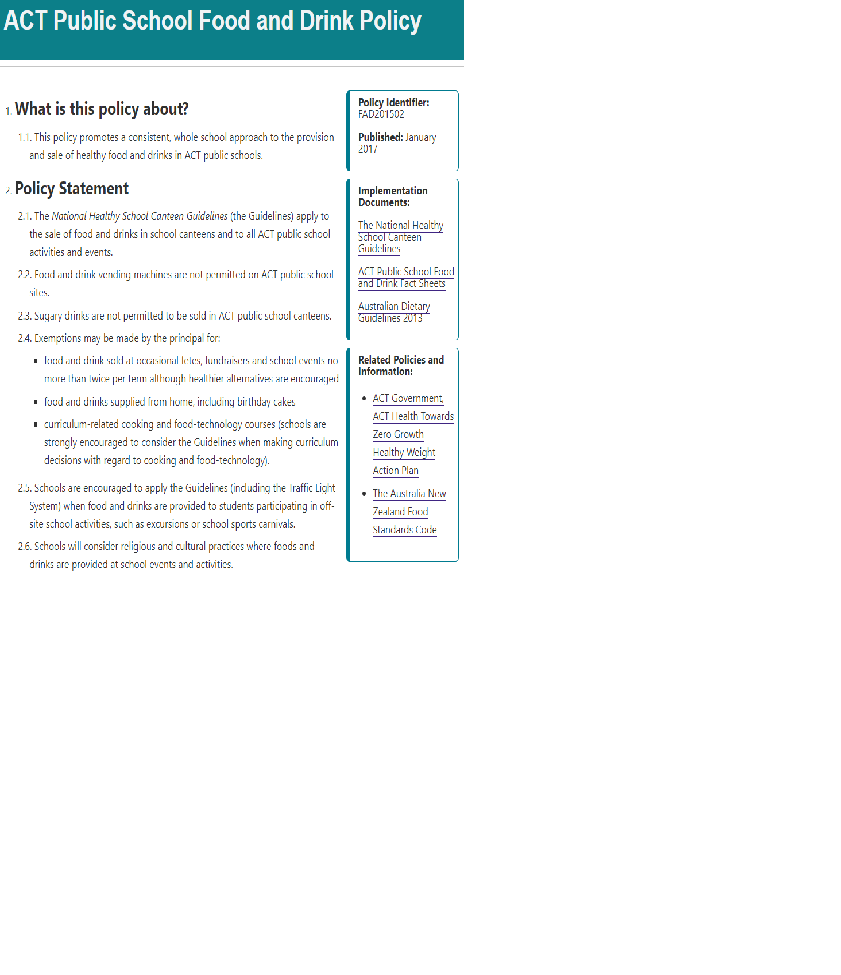 ACT Public School Food and Drink Policy
1. What is this policy about?
1.1. This policy promotes a consistent, whole school approach to the provision
and sale of healthy food and drinks in ACT public schools.
2. Policy Statement
2.1. The National Healthy School Canteen Guidelines (the Guidelines) apply to
the sale of food and drinks in school canteens and to all ACT public school
activities and events.
2.2. Food and drink vending machines are not permitted on ACT public school
sites.
2.3. Sugary drinks are not permitted to be sold in ACT public school canteens.
2.4. Exemptions may be made by the principal for:
▪ food and drink sold at occasional fetes, fundraisers and school events no
more than twice per term although healthier alternatives are encouraged
▪ food and drinks supplied from home, including birthday cakes
▪ curriculum-related cooking and food-technology courses (schools are
strongly encouraged to consider the Guidelines when making curriculum
decisions with regard to cooking and food-technology).
2.5. Schools are encouraged to apply the Guidelines (including the Traffic Light
System) when food and drinks are provided to students participating in off-
site school activities, such as excursions or school sports carnivals.
2.6. Schools will consider religious and cultural practices where foods and
drinks are provided at school events and activities.
Policy Identifier:
FAD201502
Published: January
2017
Implementation
Documents:
The National Healthy
School Canteen
Guidelines
ACT Public School Food
and Drink Fact Sheets
Australian Dietary
Guidelines 2013
Related Policies and
Information:
• ACT Government,
ACT Health Towards
Zero Growth
Healthy Weight
Action Plan
• The Australia New
Zealand Food
Standards Code